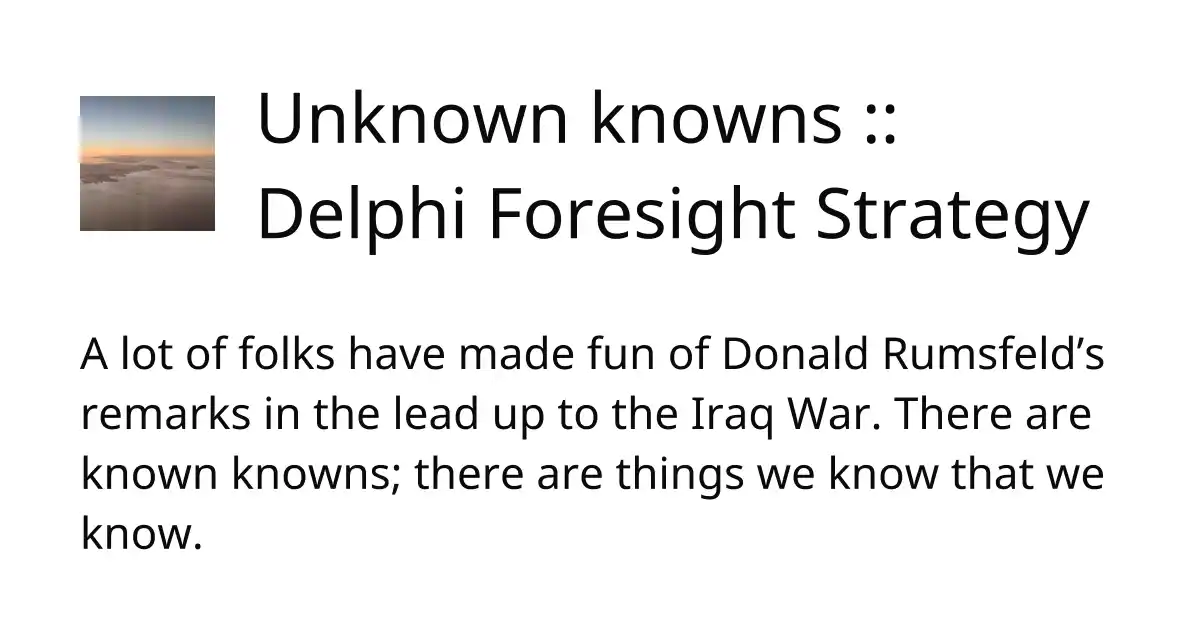 Unknown knowns ::
Delphi Foresight Strategy
A lot of folks have made fun of Donald Rumsfeld’s
remarks in the lead up to the Iraq War. There are
known knowns; there are things we know that we
know.